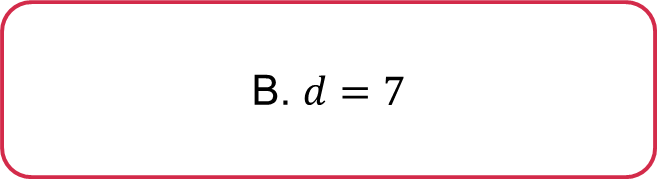 B. d = 7